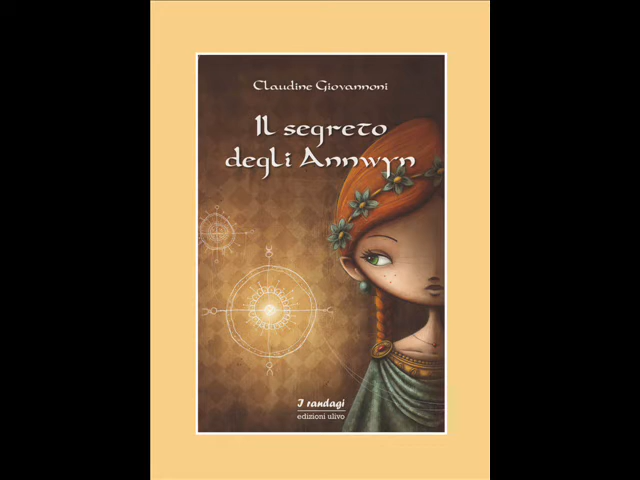 Claudine Giovannoni
Il segreto
degli Annwyn
I randagi
edizioni ulivo